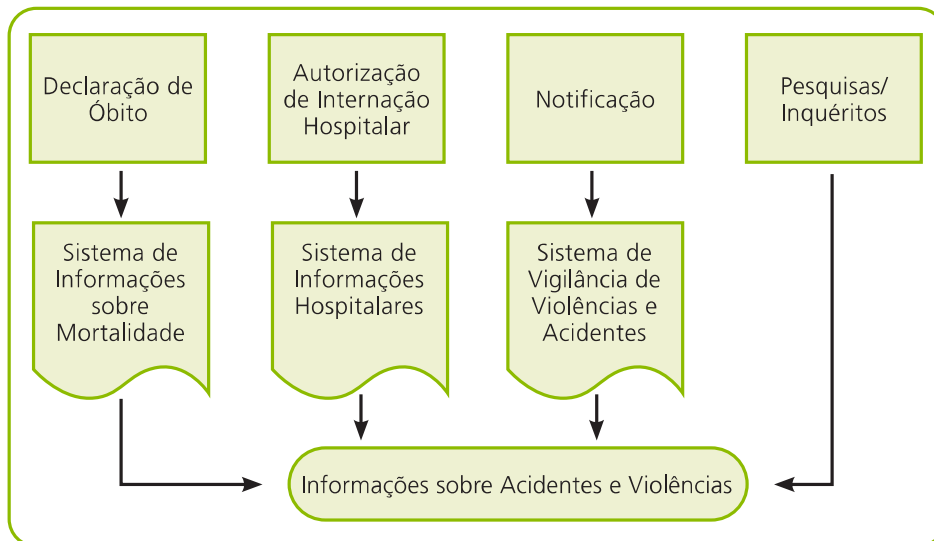 Declaração de
Óbito
Autorização
de Internação
Hospitalar
Notificação
Pesquisas/
Inquéritos
Sistema de
Informações
sobre
Mortalidade
Sistema de
Informações
Hospitalares
Sistema de
Vigilância de
Violências e
Acidentes
Informações sobre Acidentes e Violências